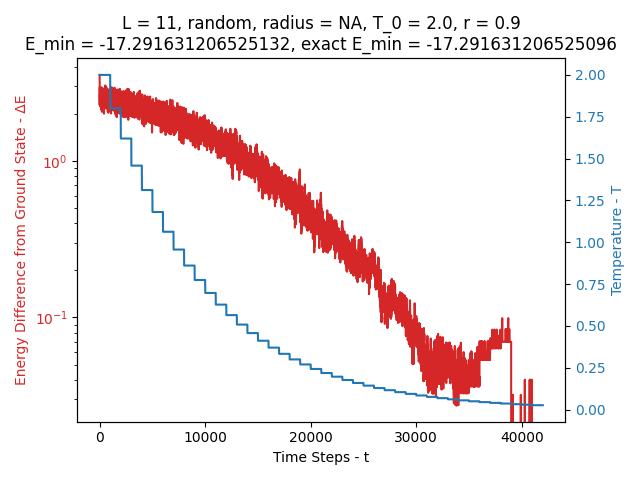 L = 11, random, radius = NA, T_0 = 2.0, r = 0.9
E_min = -17.291631206525132, exact E_min = -17.291631206525096
Energy Difference from Ground State - ΔE
10⁰
10⁻¹
2.00
1.75
1.50
1.25
1.00
0.75
0.50
0.25
0.00
Temperature - T
0 10000 20000 30000 40000
Time Steps - t